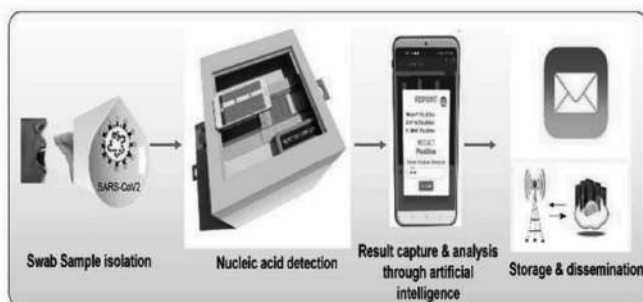 SARS-CoV2
REPORT
RESULT
Positive
Swab Sample isolation
Nucleic acid detection
Result capture & analysis
through artificial
intelligence
Storage & dissemination